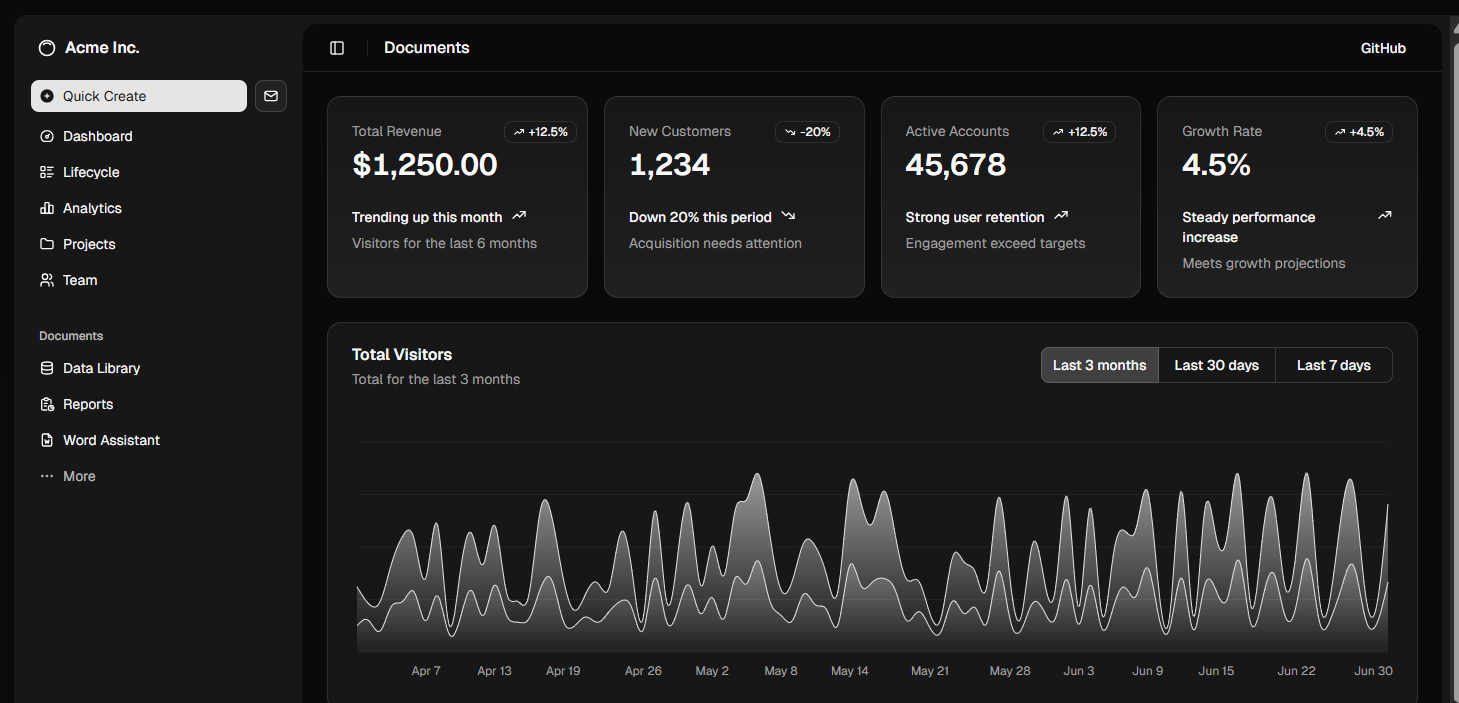 Acme Inc.
Quick Create
Dashboard
Lifecycle
Analytics
Projects
Team
Documents
Data Library
Reports
Word Assistant
More
Documents
GitHub
Total Revenue
+12.5%
$1,250.00
Trending up this month
Visitors for the last 6 months
New Customers
-20%
1,234
Down 20% this period
Acquisition needs attention
Active Accounts
+12.5%
45,678
Strong user retention
Engagement exceed targets
Growth Rate
+4.5%
4.5%
Steady performance
increase
Meets growth projections
Total Visitors
Total for the last 3 months
Last 3 months
Last 30 days
Last 7 days
Apr 7 Apr 13 Apr 19 Apr 26 May 2 May 8 May 14 May 21 May 28 Jun 3 Jun 9 Jun 15 Jun 22 Jun 30